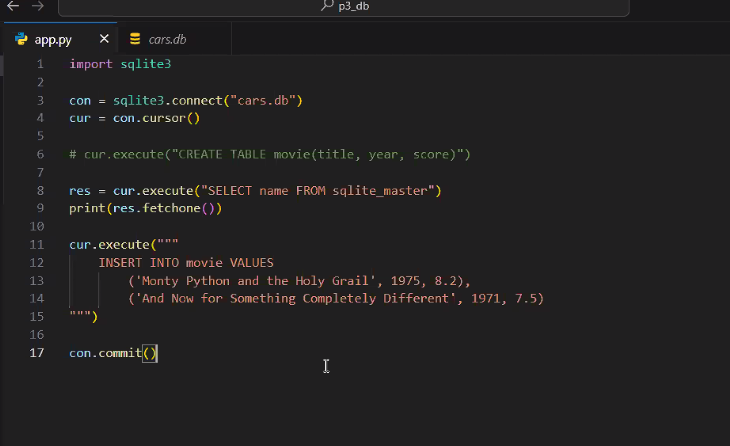 p3_db
app.py cars.db
1 import sqlite3
2
3 con = sqlite3.connect("cars.db")
4 cur = con.cursor()
5
6 # cur.execute("CREATE TABLE movie(title, year, score)")
7
8 res = cur.execute("SELECT name FROM sqlite_master")
9 print(res.fetchone())
10
11 cur.execute("""
12 INSERT INTO movie VALUES
13 ('Monty Python and the Holy Grail', 1975, 8.2),
14 ('And Now for Something Completely Different', 1971, 7.5)
15 """)
16
17 con.commit()